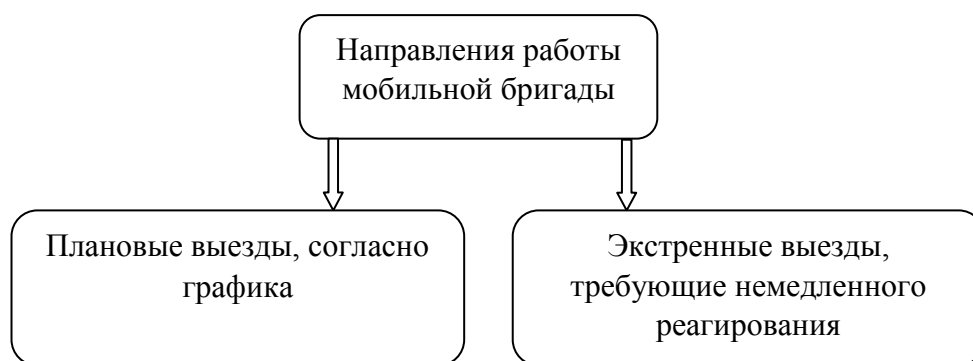 Направления работы
мобильной бригады
Плановые выезды, согласно
графика
Экстренные выезды,
требующие немедленного
реагирования